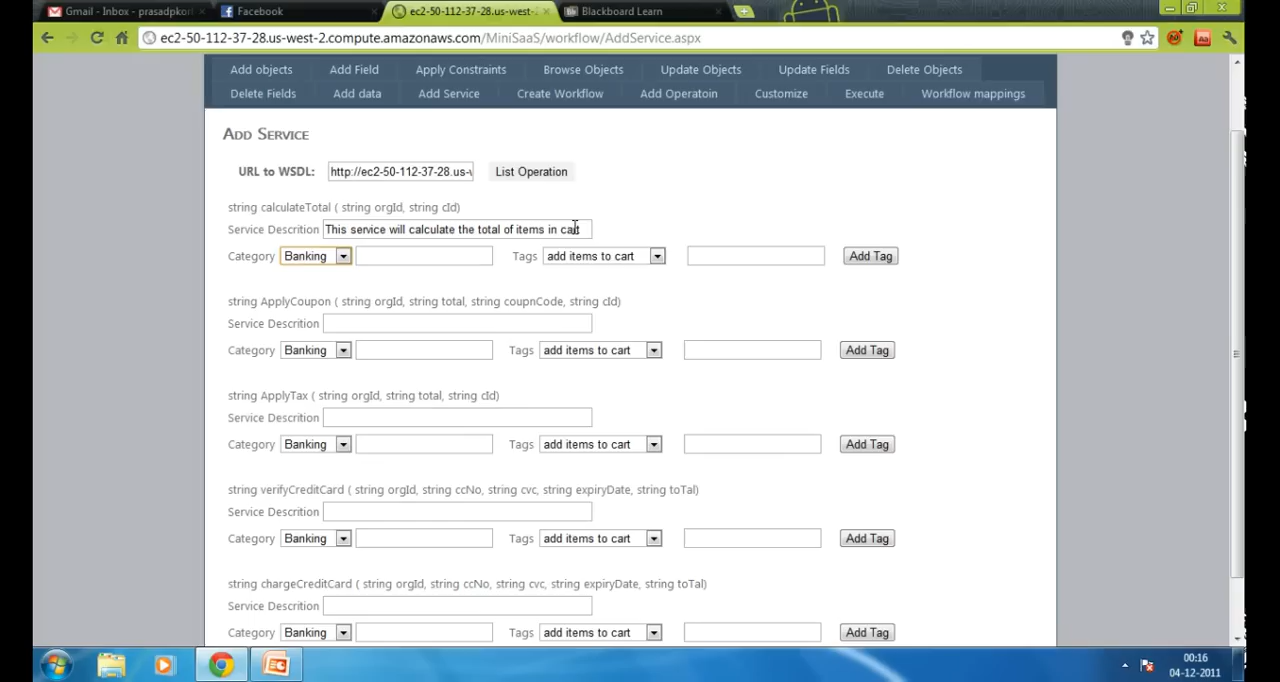 Gmail - Inbox - prasadpkor
Facebook
ec2-50-112-37-28.us-west-
Blackboard Learn
ec2-50-112-37-28.us-west-2.compute.amazonaws.com/MiniSaaS/workflow/AddService.aspx
Add objects Add Field Apply Constraints Browse Objects Update Objects Update Fields Delete Objects
Delete Fields Add data Add Service Create Workflow Add Operatoin Customize Execute Workflow mappings
ADD SERVICE
URL to WSDL: http://ec2-50-112-37-28.us-w List Operation
string calculateTotal ( string orgId, string cId)
Service Descrition This service will calculate the total of items in cart
Category Banking Tags add items to cart Add Tag
string ApplyCoupon ( string orgId, string total, string coupnCode, string cId)
Service Descrition
Category Banking Tags add items to cart Add Tag
string ApplyTax ( string orgId, string total, string cId)
Service Descrition
Category Banking Tags add items to cart Add Tag
string verifyCreditCard ( string orgId, string ccNo, string cvc, string expiryDate, string toTal)
Service Descrition
Category Banking Tags add items to cart Add Tag
string chargeCreditCard ( string orgId, string ccNo, string cvc, string expiryDate, string toTal)
Service Descrition
Category Banking Tags add items to cart Add Tag
00:16
04-12-2011